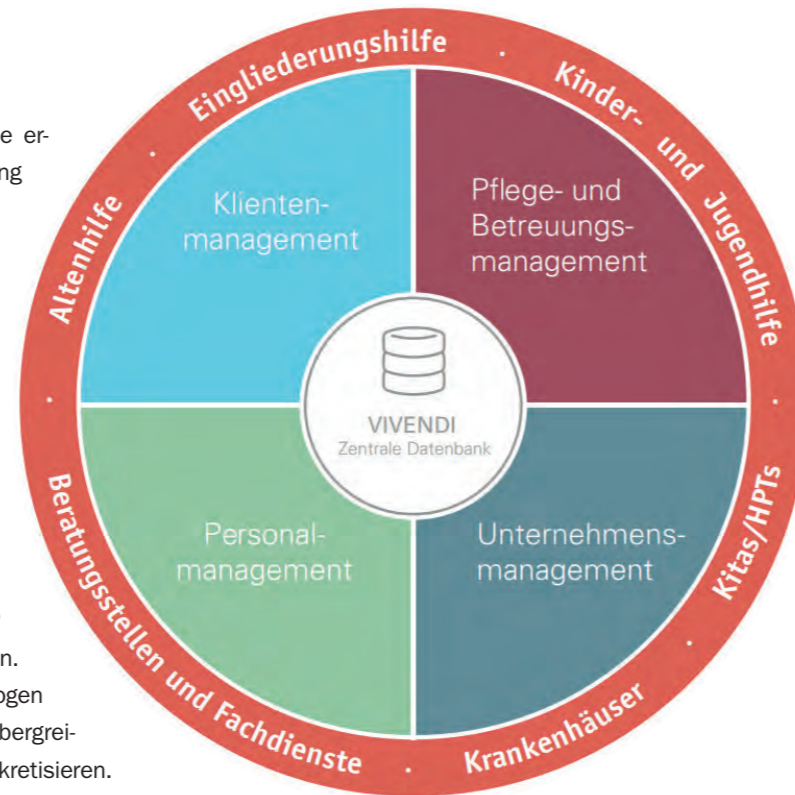 Eingliederungshilfe · Kinder- und Jugendhilfe · Kitas/HPTs · Krankenhäuser · Beratungsstellen und Fachdienste · Altenhilfe ·
e er-
ng
Klienten-
management
Pflege- und
Betreuungs-
management
VIVENDI
Zentrale Datenbank
Personal-
management
Unternehmens-
management
n.
ogen
bergrei-
kretisieren.